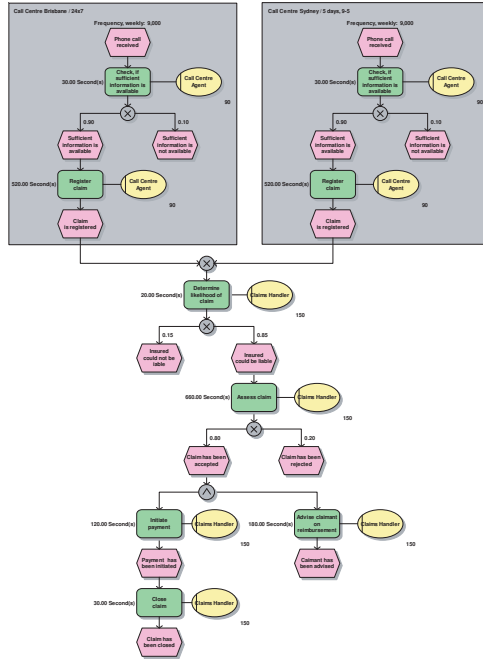 Call Centre Brisbane / 24x7
Frequency, weekly: 9,000
Phone call
received
30.00 Second(s)
Check, if
sufficient
information is
available
Call Centre
Agent
90
0.90
0.10
Sufficient
information is
available
Sufficient
information is
not available
520.00 Second(s)
Register
claim
Call Centre
Agent
90
Claim
is registered
Call Centre Sydney / 5 days, 9-5
Frequency, weekly: 9,000
Phone call
received
30.00 Second(s)
Check, if
sufficient
information is
available
Call Centre
Agent
90
0.90
0.10
Sufficient
information is
available
Sufficient
information is
not available
520.00 Second(s)
Register
claim
Call Centre
Agent
90
Claim
is registered
20.00 Second(s)
Determine
likelihood of
claim
Claims Handler
150
0.15
0.85
Insured
could not be
liable
Insured
could be liable
660.00 Second(s)
Assess claim
Claims Handler
150
0.80
0.20
Claim has been
accepted
Claim has been
rejected
120.00 Second(s)
Initiate
payment
Claims Handler
150
180.00 Second(s)
Advise claimant
on
reimbursement
Claims Handler
150
Payment has
been initiated
Claimant has
been advised
30.00 Second(s)
Close
claim
Claims Handler
150
Claim has
been closed